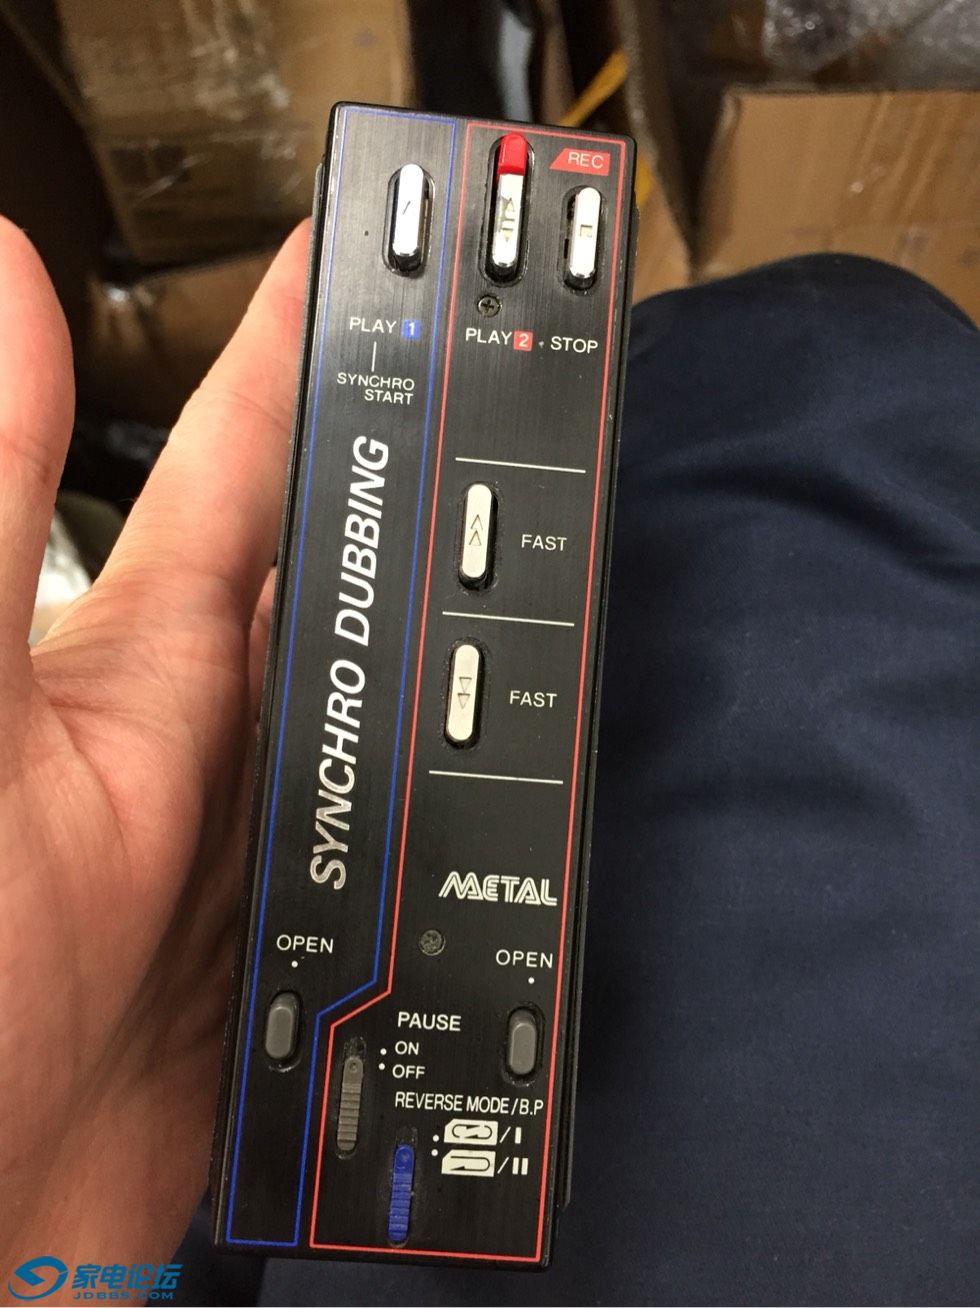 REC
PLAY 1
PLAY 2 . STOP
SYNCHRO
START
SYNCHRO DUBBING
FAST
FAST
METAL
OPEN
OPEN
PAUSE
ON
OFF
REVERSE MODE/B.P
/I
/II
家电论坛
JDBBS.COM